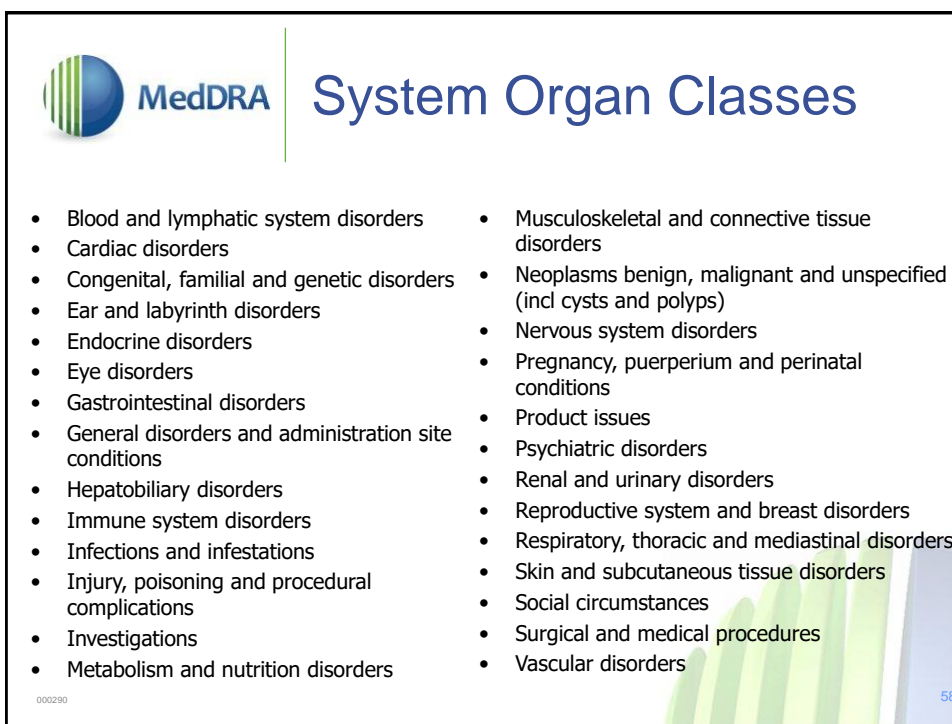 MedDRA
System Organ Classes
• Blood and lymphatic system disorders
• Cardiac disorders
• Congenital, familial and genetic disorders
• Ear and labyrinth disorders
• Endocrine disorders
• Eye disorders
• Gastrointestinal disorders
• General disorders and administration site
conditions
• Hepatobiliary disorders
• Immune system disorders
• Infections and infestations
• Injury, poisoning and procedural
complications
• Investigations
• Metabolism and nutrition disorders
• Musculoskeletal and connective tissue
disorders
• Neoplasms benign, malignant and unspecified
(incl cysts and polyps)
• Nervous system disorders
• Pregnancy, puerperium and perinatal
conditions
• Product issues
• Psychiatric disorders
• Renal and urinary disorders
• Reproductive system and breast disorders
• Respiratory, thoracic and mediastinal disorders
• Skin and subcutaneous tissue disorders
• Social circumstances
• Surgical and medical procedures
• Vascular disorders
000290
58